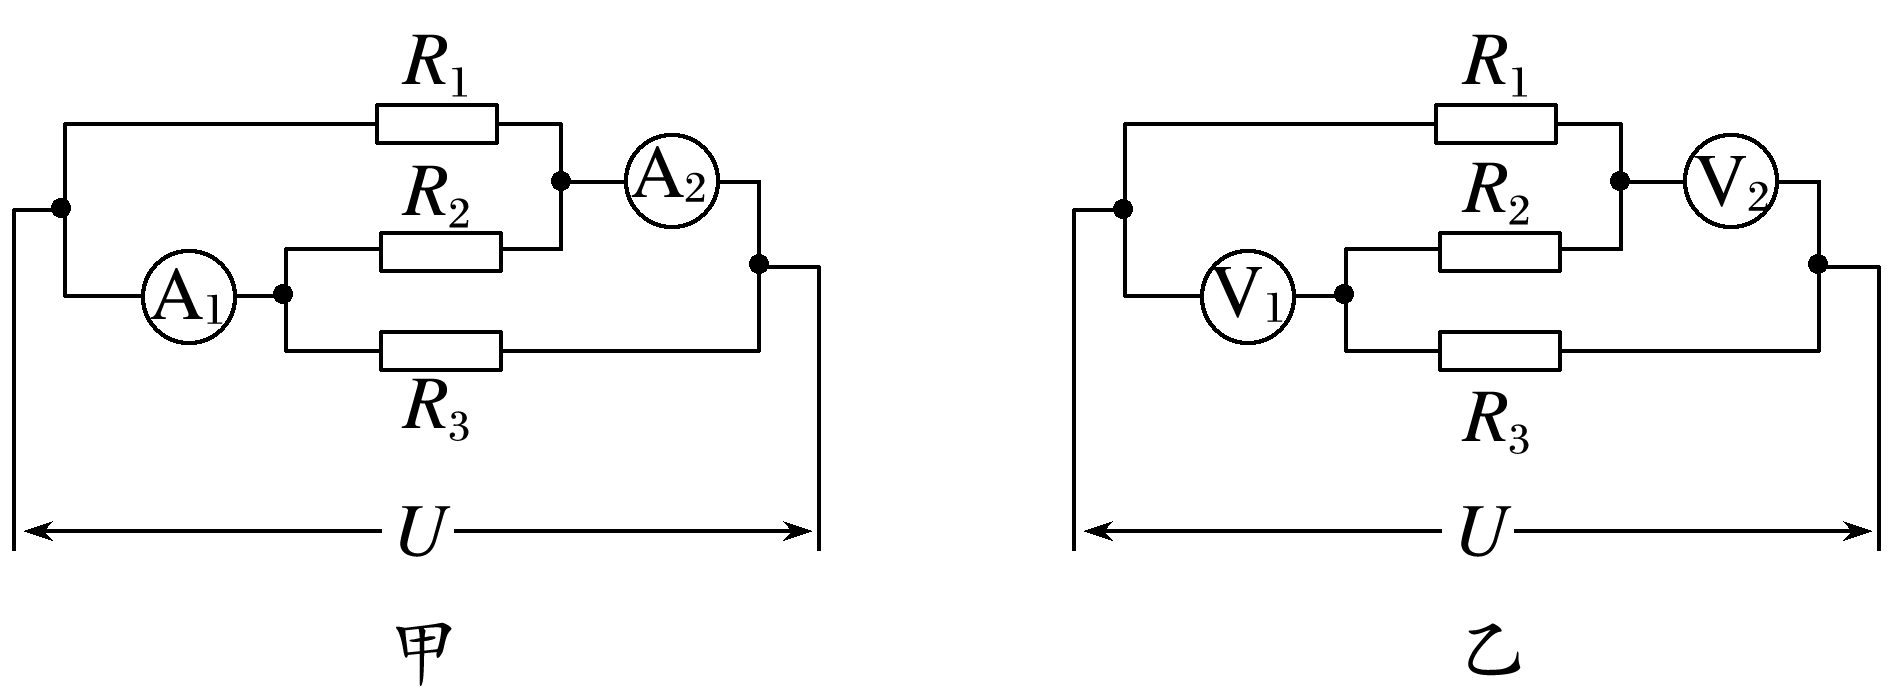 R₁
R₂
A₂
A₁
R₃
U
甲
R₁
R₂
V₂
V₁
R₃
U
乙